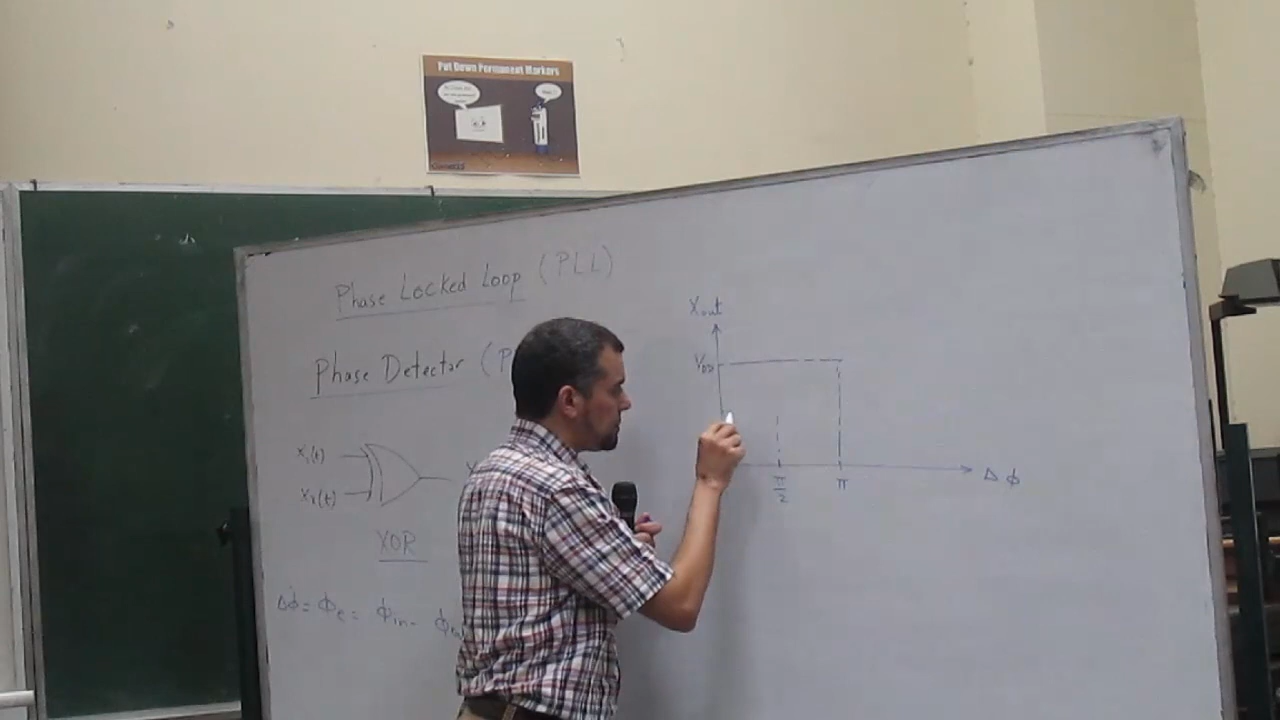 Put Down Permanent Markers
Phase Locked Loop (PLL)
Phase Detector (P
X₁(t)
X₂(t)
XOR
Δϕ = ϕe = ϕin -
Xout
VDD
π/2
π
Δϕ